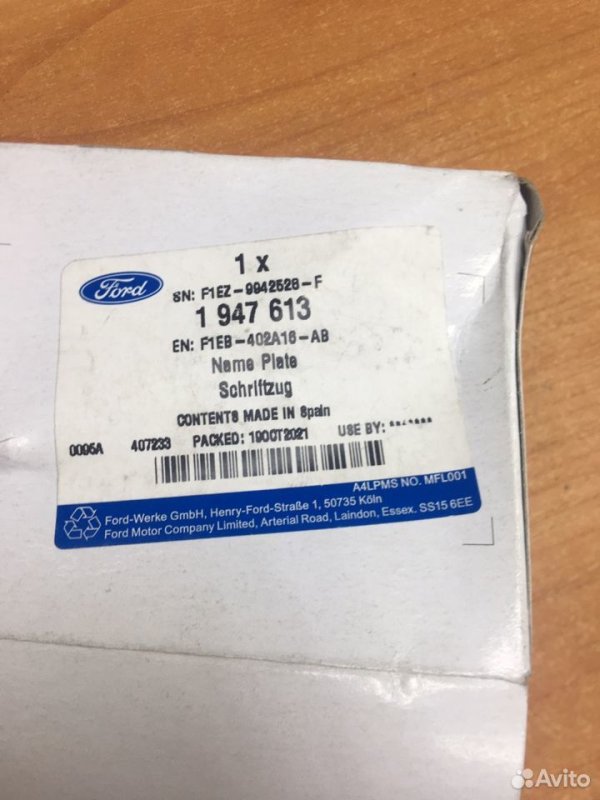 Ford
1 x
SN: F1EZ-9942528-F
1 947 613
EN: F1EB-402A16-AB
Name Plate
Schriftzug
CONTENTS MADE IN Spain
0095A 407233 PACKED: 19OCT2021 USE BY:
A4LPMS NO. MFL001
Ford-Werke GmbH, Henry-Ford-Straße 1, 50735 Köln
Ford Motor Company Limited, Arterial Road, Laindon, Essex. SS15 6EE
Avito